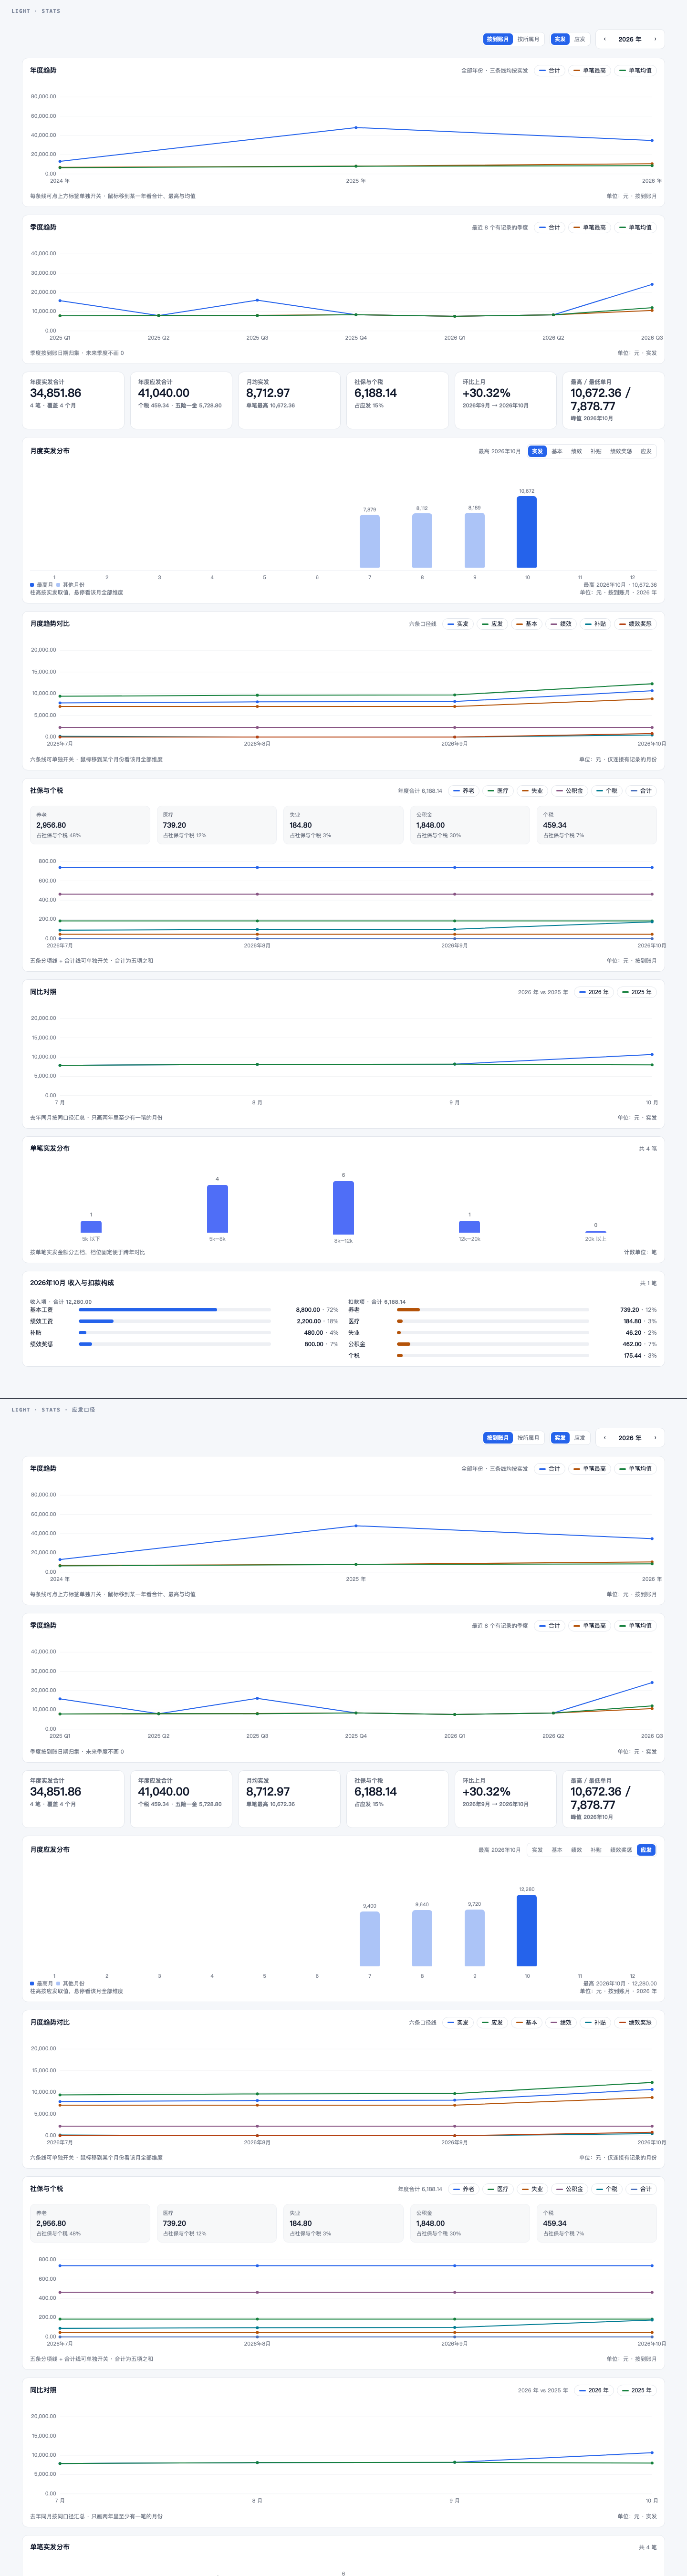 LIGHT · STATS
按到账月 按所属月 实发 应发 ‹ 2026 年 ›
年度趋势 全部年份 · 三条线均按实发 合计 单笔最高 单笔均值
80,000.00
60,000.00
40,000.00
20,000.00
0.00
2024 年 2025 年 2026 年
每条线可点上方标签单独开关 · 鼠标移到某一年看合计、最高与均值 单位：元 · 按到账月
季度趋势 最近 8 个有记录的季度 合计 单笔最高 单笔均值
40,000.00
30,000.00
20,000.00
10,000.00
0.00
2025 Q1 2025 Q2 2025 Q3 2025 Q4 2026 Q1 2026 Q2 2026 Q3
季度按到账日期归集 · 未来季度不画 0 单位：元 · 实发
年度实发合计 年度应发合计 月均实发 社保与个税 环比上月 最高 / 最低单月
34,851.86 41,040.00 8,712.97 6,188.14 +30.32% 10,672.36 /
7,878.77
4 笔 · 覆盖 4 个月 个税 459.34 · 五险一金 5,728.80 单笔最高 10,672.36 占应发 15% 2026年9月 → 2026年10月
峰值 2026年10月
月度实发分布 最高 2026年10月 实发 基本 绩效 补贴 绩效奖惩 应发
10,672
7,879 8,112 8,189
1 2 3 4 5 6 7 8 9 10 11 12
最高月 其他月份 最高 2026年10月 · 10,672.36
柱高按实发取值，悬停看该月全部维度 单位：元 · 按到账月 · 2026 年
月度趋势对比 六条口径线 实发 应发 基本 绩效 补贴 绩效奖惩
20,000.00
15,000.00
10,000.00
5,000.00
0.00
2026年7月 2026年8月 2026年9月 2026年10月
六条线可单独开关 · 鼠标移到某个月份看该月全部维度 单位：元 · 仅连接有记录的月份
社保与个税 年度合计 6,188.14 养老 医疗 失业 公积金 个税 合计
养老 医疗 失业 公积金 个税
2,956.80 739.20 184.80 1,848.00 459.34
占社保与个税 48% 占社保与个税 12% 占社保与个税 3% 占社保与个税 30% 占社保与个税 7%
800.00
600.00
400.00
200.00
0.00
2026年7月 2026年8月 2026年9月 2026年10月
五条分项线 + 合计线可单独开关 · 合计为五项之和 单位：元 · 按到账月
同比对照 2026 年 vs 2025 年 2026 年 2025 年
20,000.00
15,000.00
10,000.00
5,000.00
0.00
7 月 8 月 9 月 10 月
去年同月按同口径汇总 · 只画两年里至少有一笔的月份 单位：元 · 实发
单笔实发分布 共 4 笔
1 4 6 1 0
5k 以下 5k–8k 8k–12k 12k–20k 20k 以上
按单笔实发金额分五档，档位固定便于跨年对比 计数单位：笔
2026年10月 收入与扣款构成 共 1 笔
收入项 · 合计 12,280.00 扣款项 · 合计 6,188.14
基本工资 8,800.00 · 72% 养老 739.20 · 12%
绩效工资 2,200.00 · 18% 医疗 184.80 · 3%
补贴 480.00 · 4% 失业 46.20 · 2%
绩效奖惩 800.00 · 7% 公积金 462.00 · 7%
个税 175.44 · 3%
LIGHT · STATS · 应发口径
按到账月 按所属月 实发 应发 ‹ 2026 年 ›
年度趋势 全部年份 · 三条线均按实发 合计 单笔最高 单笔均值
80,000.00
60,000.00
40,000.00
20,000.00
0.00
2024 年 2025 年 2026 年
每条线可点上方标签单独开关 · 鼠标移到某一年看合计、最高与均值 单位：元 · 按到账月
季度趋势 最近 8 个有记录的季度 合计 单笔最高 单笔均值
40,000.00
30,000.00
20,000.00
10,000.00
0.00
2025 Q1 2025 Q2 2025 Q3 2025 Q4 2026 Q1 2026 Q2 2026 Q3
季度按到账日期归集 · 未来季度不画 0 单位：元 · 实发
年度实发合计 年度应发合计 月均实发 社保与个税 环比上月 最高 / 最低单月
34,851.86 41,040.00 8,712.97 6,188.14 +30.32% 10,672.36 /
7,878.77
4 笔 · 覆盖 4 个月 个税 459.34 · 五险一金 5,728.80 单笔最高 10,672.36 占应发 15% 2026年9月 → 2026年10月
峰值 2026年10月
月度应发分布 最高 2026年10月 实发 基本 绩效 补贴 绩效奖惩 应发
12,280
9,400 9,640 9,720
1 2 3 4 5 6 7 8 9 10 11 12
最高月 其他月份 最高 2026年10月 · 12,280.00
柱高按应发取值，悬停看该月全部维度 单位：元 · 按到账月 · 2026 年
月度趋势对比 六条口径线 实发 应发 基本 绩效 补贴 绩效奖惩
20,000.00
15,000.00
10,000.00
5,000.00
0.00
2026年7月 2026年8月 2026年9月 2026年10月
六条线可单独开关 · 鼠标移到某个月份看该月全部维度 单位：元 · 仅连接有记录的月份
社保与个税 年度合计 6,188.14 养老 医疗 失业 公积金 个税 合计
养老 医疗 失业 公积金 个税
2,956.80 739.20 184.80 1,848.00 459.34
占社保与个税 48% 占社保与个税 12% 占社保与个税 3% 占社保与个税 30% 占社保与个税 7%
800.00
600.00
400.00
200.00
0.00
2026年7月 2026年8月 2026年9月 2026年10月
五条分项线 + 合计线可单独开关 · 合计为五项之和 单位：元 · 按到账月
同比对照 2026 年 vs 2025 年 2026 年 2025 年
20,000.00
15,000.00
10,000.00
5,000.00
0.00
7 月 8 月 9 月 10 月
去年同月按同口径汇总 · 只画两年里至少有一笔的月份 单位：元 · 实发
单笔实发分布 共 4 笔
6